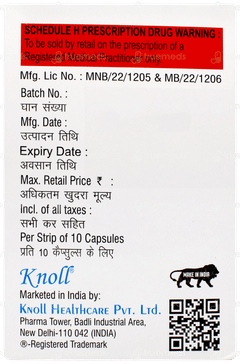 SCHEDULE H PRESCRIPTION DRUG WARNING :
To be sold by retail on the prescription of a
Registered Medical Practitioner only.
Mfg. Lic No : MNB/22/1205 & MB/22/1206
Batch No. :
घान संख्या
Mfg. Date :
उत्पादन तिथि
Expiry Date :
अवसान तिथि
Max. Retail Price ₹ :
अधिकतम खुदरा मूल्य
Incl. of all taxes :
सभी कर सहित
Per Strip of 10 Capsules
प्रति 10 कैप्सुल्स के लिए
Knoll®
MAKE IN INDIA
Marketed in India by:
KNOLL HEALTHCARE PVT. LTD.
Pharma Tower, Badli Industrial Area,
New Delhi-110 042 (INDIA)
®-Registered Trademark